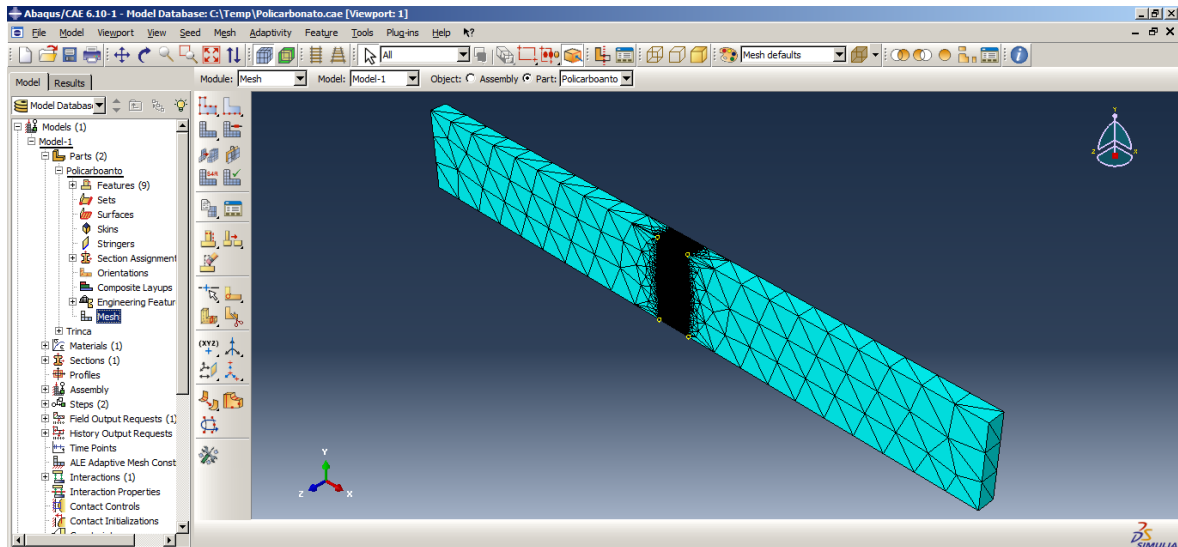 Abaqus/CAE 6.10-1 - Model Database: C:\Temp\Policarbonato.cae [Viewport: 1]
File Model Viewport View Seed Mesh Adaptivity Feature Tools Plug-ins Help
All Mesh defaults
Model Results Module: Mesh Model: Model-1 Object: Assembly Part: Policarboanto
Model Databas
Models (1)
Model-1
Parts (2)
Policarboanto
Features (9)
Sets
Surfaces
Skins
Stringers
Section Assignment
Orientations
Composite Layups
Engineering Featur
Mesh
Trinca
Materials (1)
Sections (1)
Profiles
Assembly
Steps (2)
Field Output Requests (1)
History Output Requests
Time Points
ALE Adaptive Mesh Const
Interactions (1)
Interaction Properties
Contact Controls
Contact Initializations
S4R
(XYZ)
Y
Z X
Y
Z X
SIMULIA